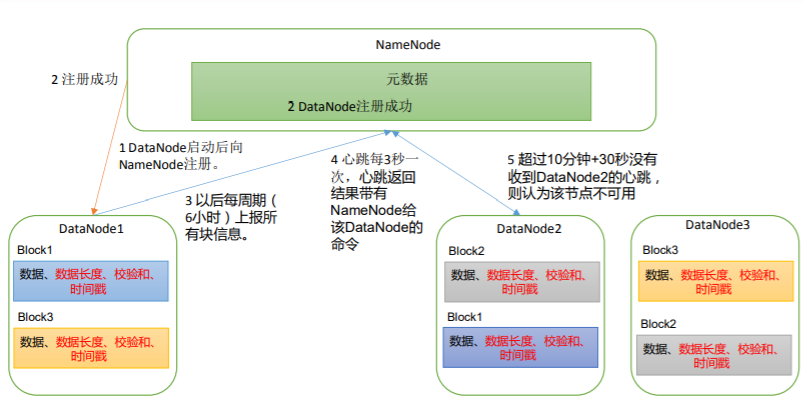 NameNode
元数据
2 DataNode注册成功
2 注册成功
1 DataNode启动后向
NameNode注册。
3 以后每周期（
6小时）上报所
有块信息。
4 心跳每3秒一
次，心跳返回
结果带有
NameNode给
该DataNode的
命令
5 超过10分钟+30秒没有
收到DataNode2的心跳，
则认为该节点不可用
DataNode1
Block1
数据、数据长度、校验和、
时间戳
Block3
数据、数据长度、校验和、
时间戳
DataNode2
Block2
数据、数据长度、校验和、
时间戳
Block1
数据、数据长度、校验和、
时间戳
DataNode3
Block3
数据、数据长度、校验和、
时间戳
Block2
数据、数据长度、校验和、
时间戳